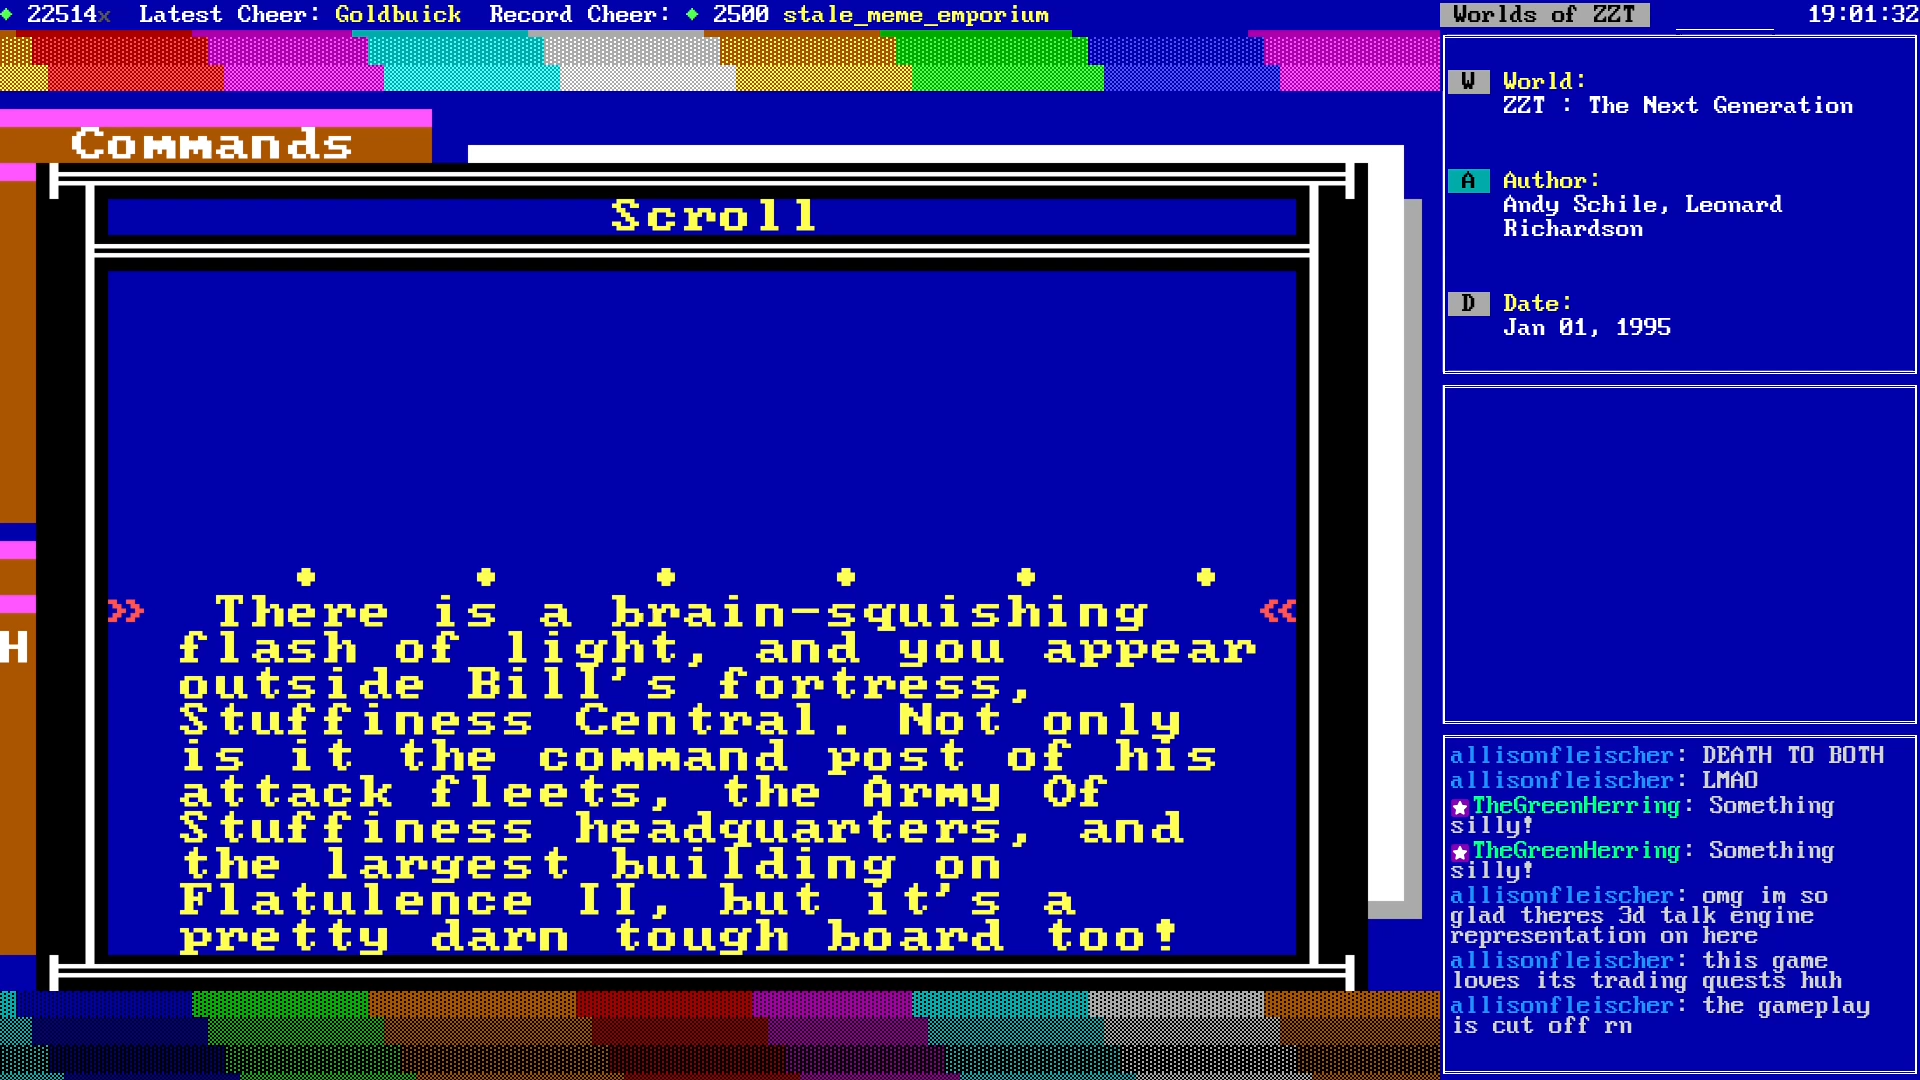 22514x Latest Cheer: Goldbuick Record Cheer: 2500 stale_meme_emporium
Worlds of ZZT 19:01:32
Commands
Scroll
There is a brain-squishing
flash of light, and you appear
outside Bill's fortress,
Stuffiness Central. Not only
is it the command post of his
attack fleets, the Army Of
Stuffiness headquarters, and
the largest building on
Flatulence II, but it's a
pretty darn tough board too!
H
W World:
ZZT : The Next Generation
A Author:
Andy Schile, Leonard
Richardson
D Date:
Jan 01, 1995
allisonfleischer: DEATH TO BOTH
allisonfleischer: LMAO
TheGreenHerring: Something
silly!
TheGreenHerring: Something
silly!
allisonfleischer: omg im so
glad theres 3d talk engine
representation on here
allisonfleischer: this game
loves its trading quests huh
allisonfleischer: the gameplay
is cut off rn